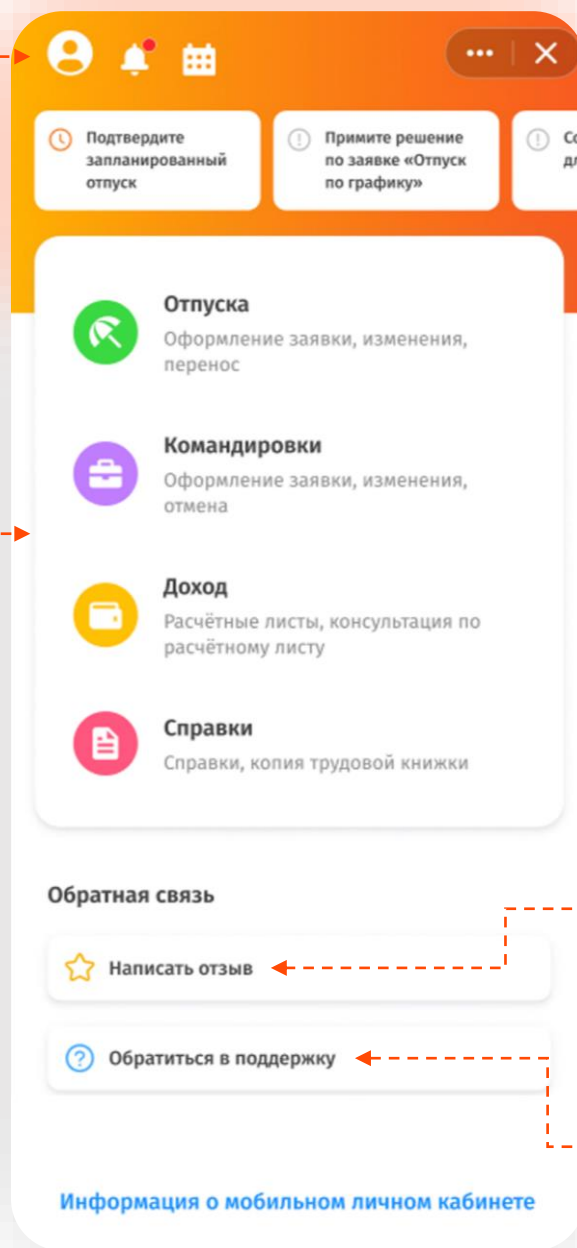 Подтвердите
запланированный
отпуск
Примите решение
по заявке «Отпуск
по графику»
Отпуска
Оформление заявки, изменения,
перенос
Командировки
Оформление заявки, изменения,
отмена
Доход
Расчётные листы, консультация по
расчётному листу
Справки
Справки, копия трудовой книжки
Обратная связь
Написать отзыв
Обратиться в поддержку
Информация о мобильном личном кабинете